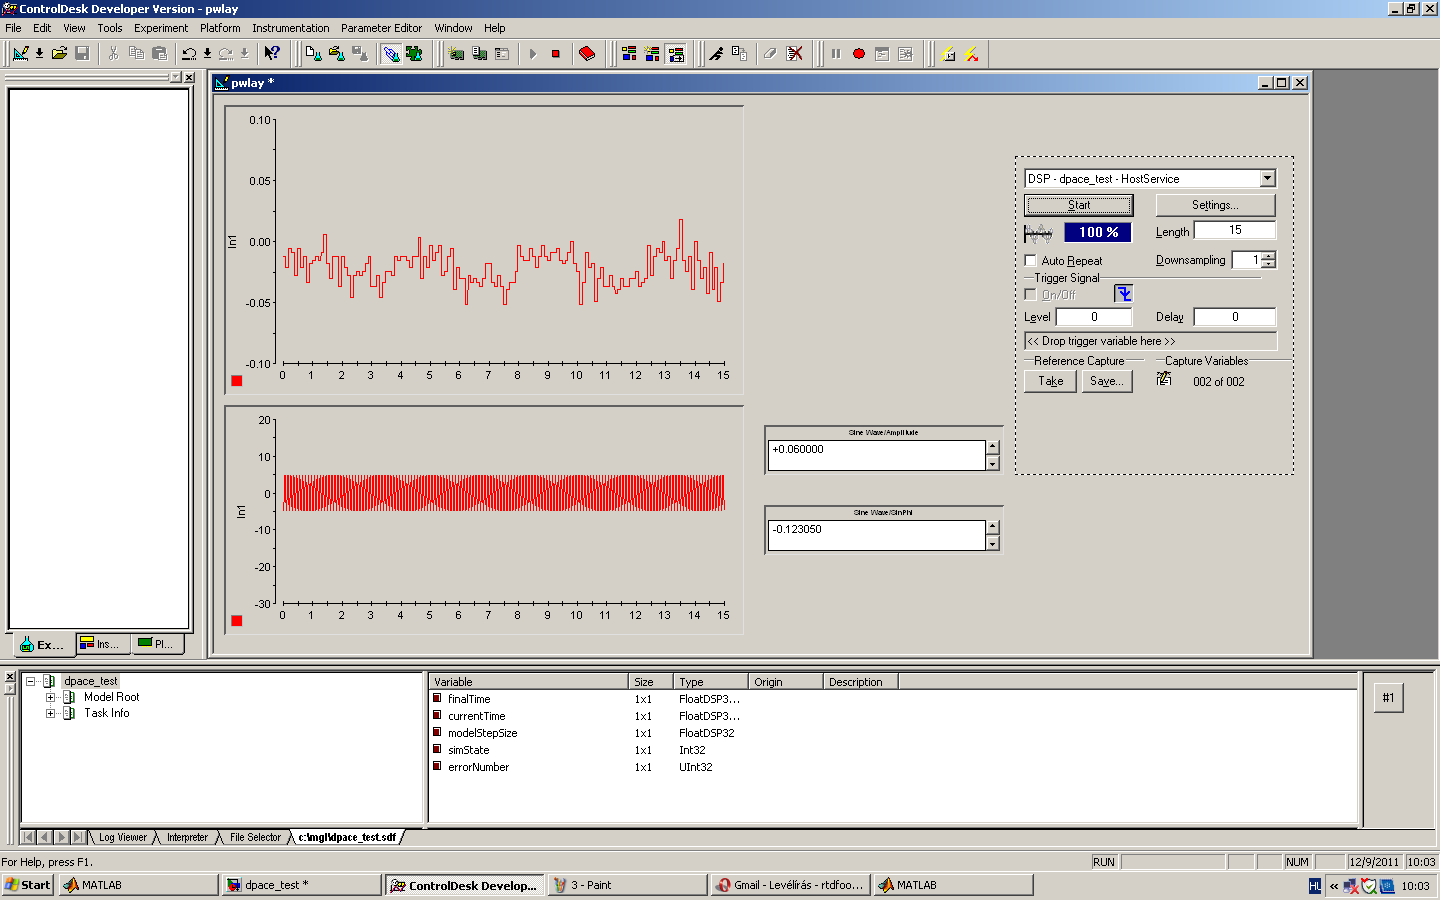 ControlDesk Developer Version - pwlay
File Edit View Tools Experiment Platform Instrumentation Parameter Editor Window Help
pwlay *
0.10
0.05
0.00
-0.05
-0.10
In1
0 1 2 3 4 5 6 7 8 9 10 11 12 13 14 15
20
10
0
-10
-20
-30
In1
0 1 2 3 4 5 6 7 8 9 10 11 12 13 14 15
Sine Wave/Amplitude
+0.060000
Sine Wave/SinPhi
-0.123050
DSP - dpace_test - HostService
Start Settings...
100 % Length 15
Auto Repeat Downsampling 1
Trigger Signal
On/Off
Level 0 Delay 0
<< Drop trigger variable here >>
Reference Capture Capture Variables
Take Save... 002 of 002
Ex... Ins... Pl...
dpace_test
Model Root
Task Info
Variable Size Type Origin Description
finalTime 1x1 FloatDSP3...
currentTime 1x1 FloatDSP3...
modelStepSize 1x1 FloatDSP32
simState 1x1 Int32
errorNumber 1x1 UInt32
#1
Log Viewer Interpreter File Selector c:\mgl\dpace_test.sdf
For Help, press F1. RUN NUM 12/9/2011 10:03
Start MATLAB dpace_test * ControlDesk Develop... 3 - Paint Gmail - Levélírás - rtdfoo... MATLAB HU « 10:03